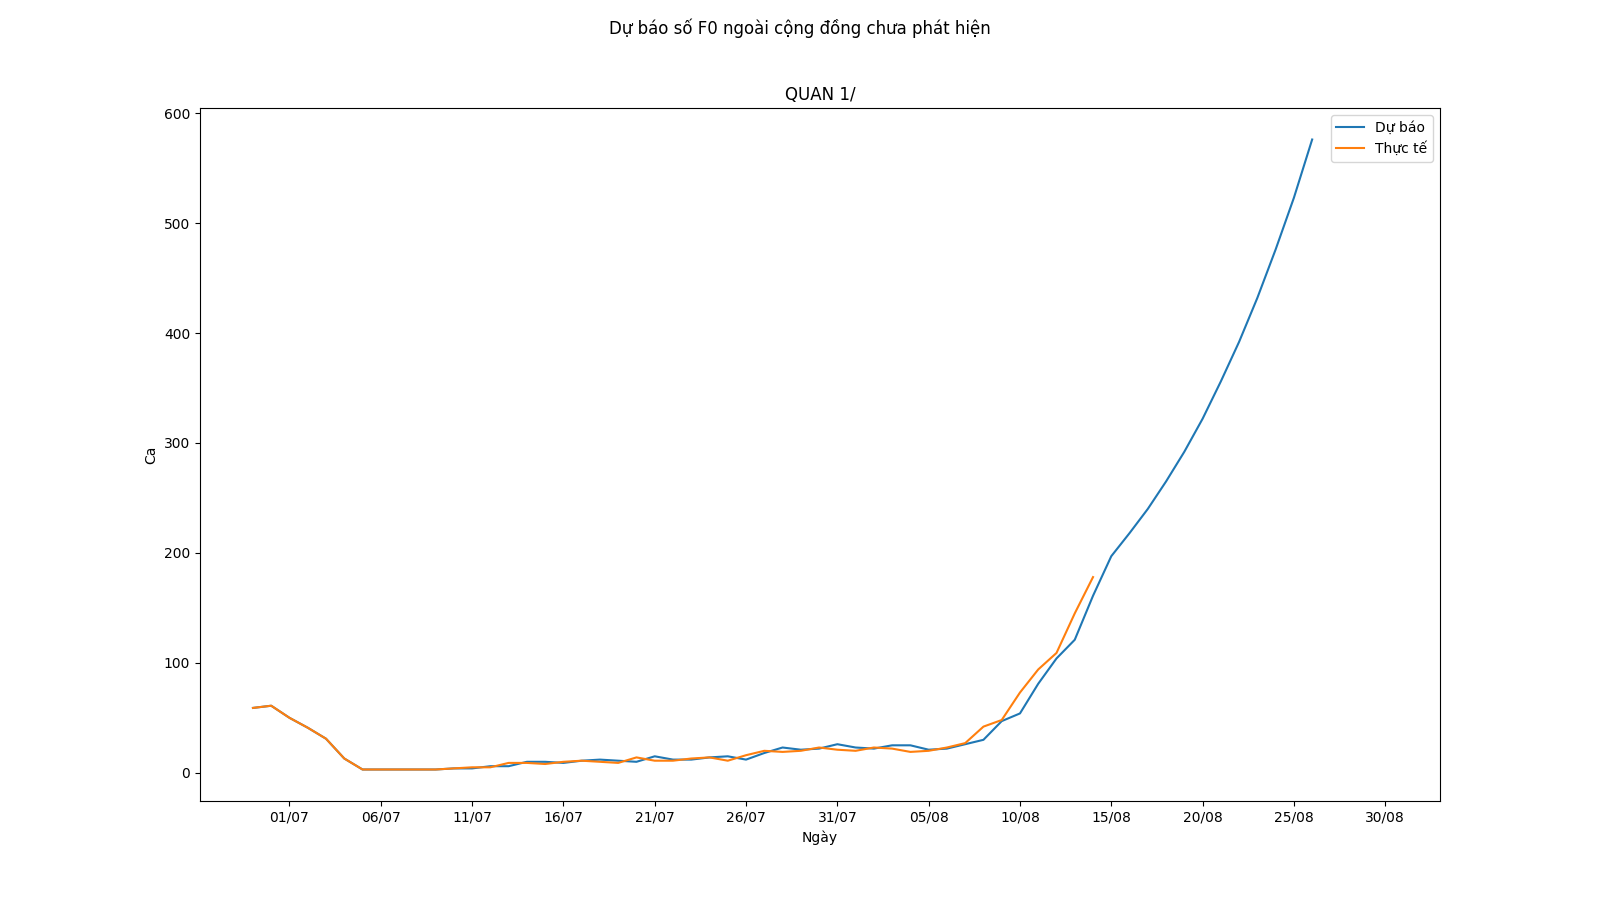 Dự báo số F0 ngoài cộng đồng chưa phát hiện
QUAN 1/
600
500
400
300
200
100
0
Ca
Dự báo
Thực tế
01/07 06/07 11/07 16/07 21/07 26/07 31/07 05/08 10/08 15/08 20/08 25/08 30/08
Ngày